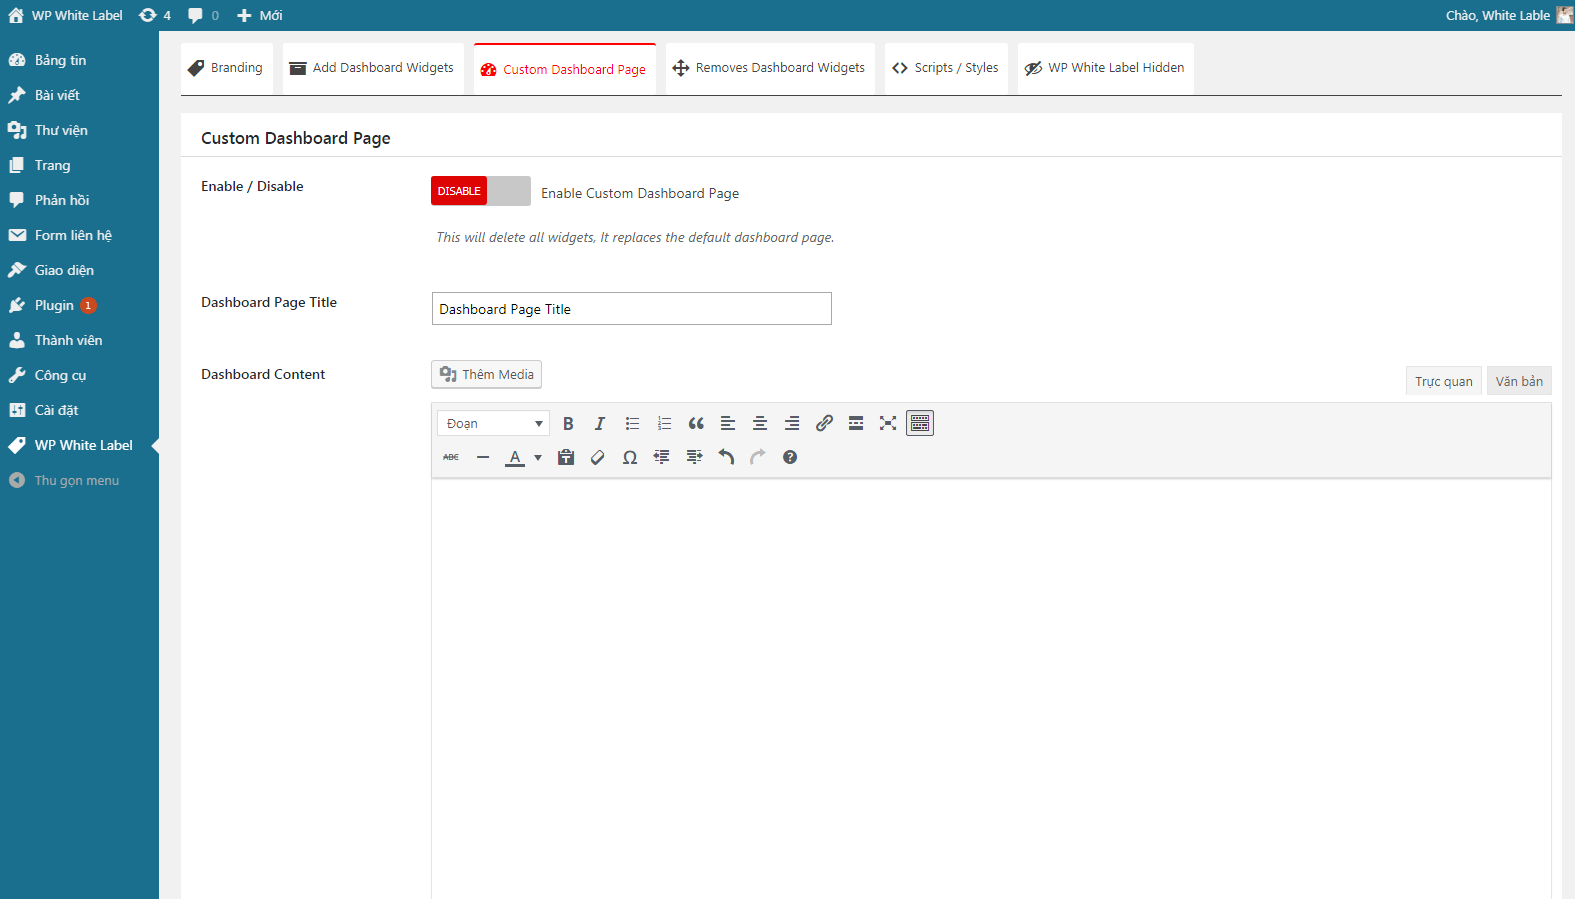 WP White Label 4 0 Mới Chào, White Lable
Bảng tin
Bài viết
Thư viện
Trang
Phản hồi
Form liên hệ
Giao diện
Plugin 1
Thành viên
Công cụ
Cài đặt
WP White Label
Thu gọn menu
Branding Add Dashboard Widgets Custom Dashboard Page Removes Dashboard Widgets Scripts / Styles WP White Label Hidden
Custom Dashboard Page
Enable / Disable DISABLE Enable Custom Dashboard Page
This will delete all widgets, It replaces the default dashboard page.
Dashboard Page Title Dashboard Page Title
Dashboard Content Thêm Media Trực quan Văn bản
Đoạn
ABC